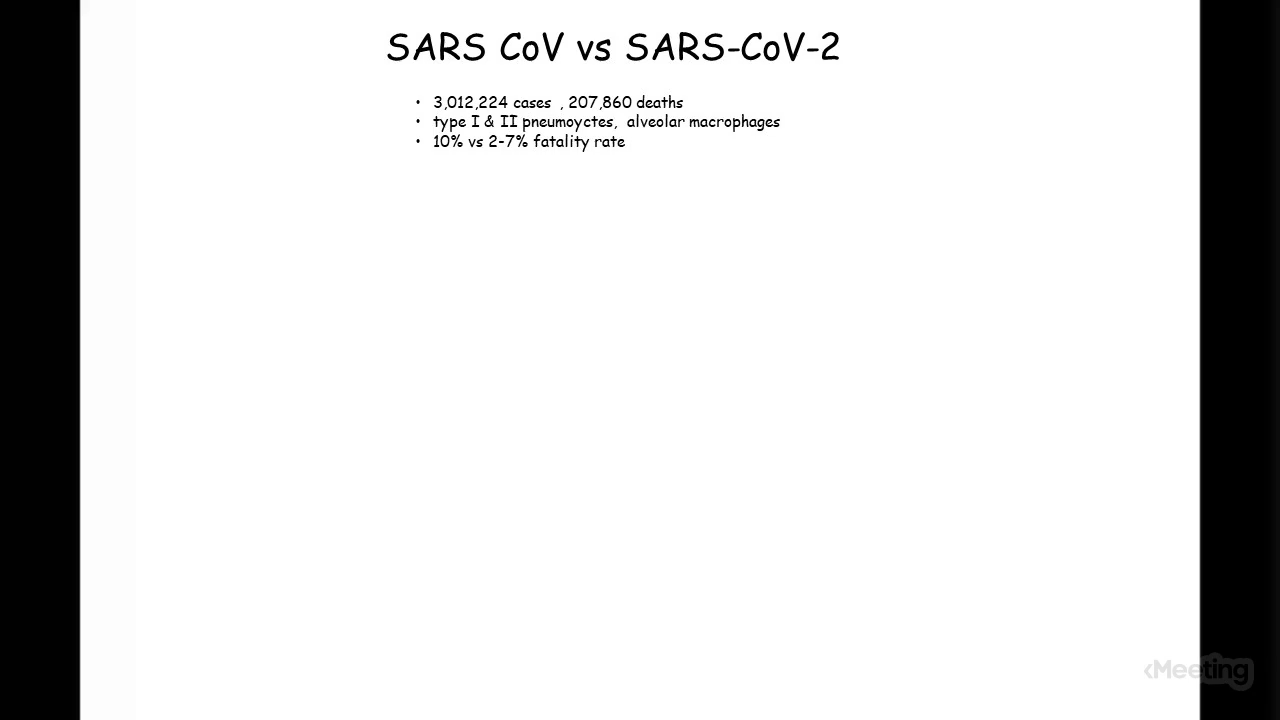 SARS CoV vs SARS-CoV-2
• 3,012,224 cases , 207,860 deaths
• type I & II pneumoyctes, alveolar macrophages
• 10% vs 2-7% fatality rate
‹Meeting